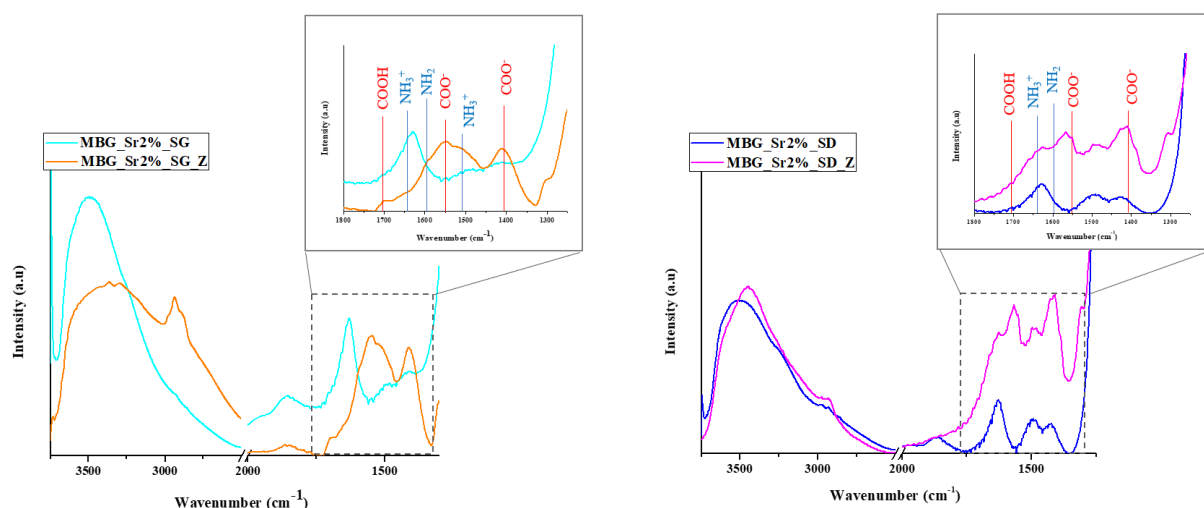 Intensity (a.u)
COOH
NH3+
NH2
COO-
NH3+
COO-
1800 1700 1600 1500 1400 1300
Wavenumber (cm-1)
MBG_Sr2%_SG
MBG_Sr2%_SG_Z
Intensity (a.u)
3500 3000 2000 1500
Wavenumber (cm-1)
Intensity (a.u)
COOH
NH3+
NH2
COO-
COO-
1800 1700 1600 1500 1400 1300
Wavenumber (cm-1)
MBG_Sr2%_SD
MBG_Sr2%_SD_Z
Intensity (a.u)
3500 3000 2000 1500
Wavenumber (cm-1)